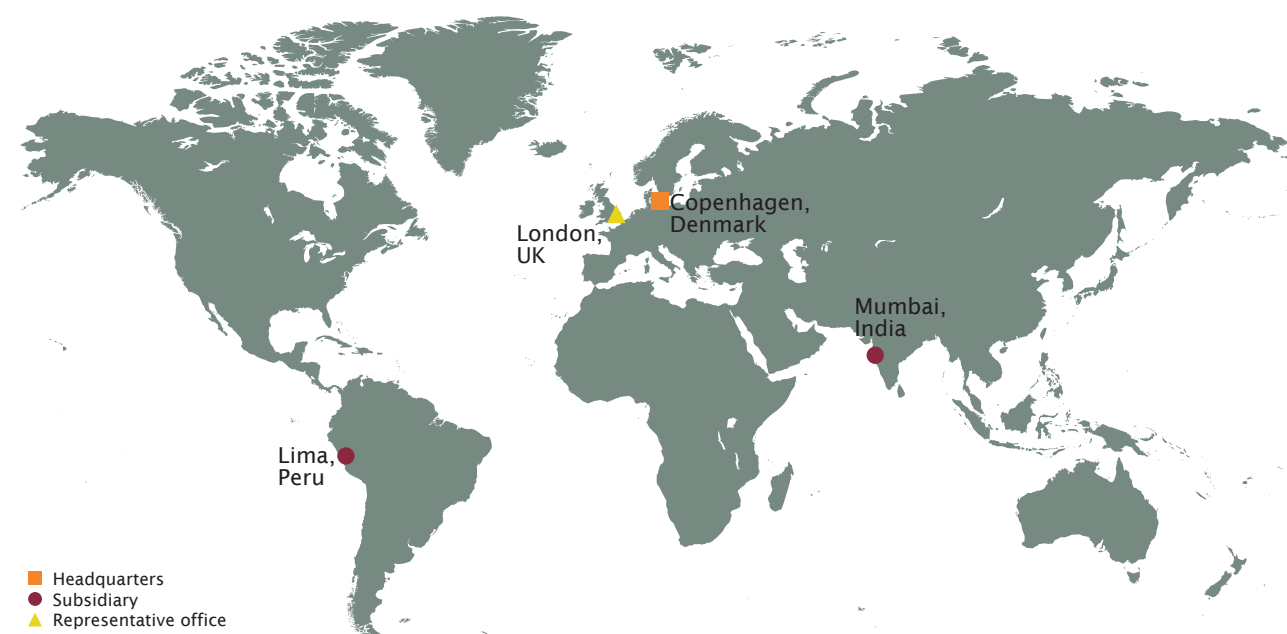 Copenhagen,
Denmark
London,
UK
Mumbai,
India
Lima,
Peru
Headquarters
Subsidiary
Representative office